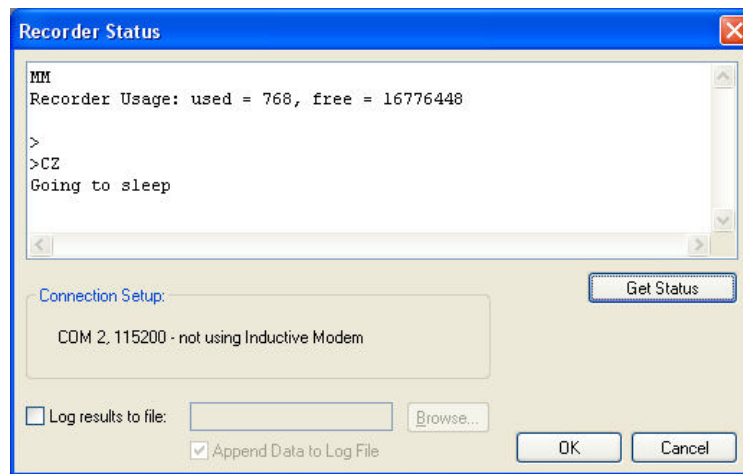 Recorder Status
MM
Recorder Usage: used = 768, free = 16776448
>
>CZ
Going to sleep
Get Status
Connection Setup:
COM 2, 115200 - not using Inductive Modem
Log results to file:
Browse...
Append Data to Log File
OK
Cancel